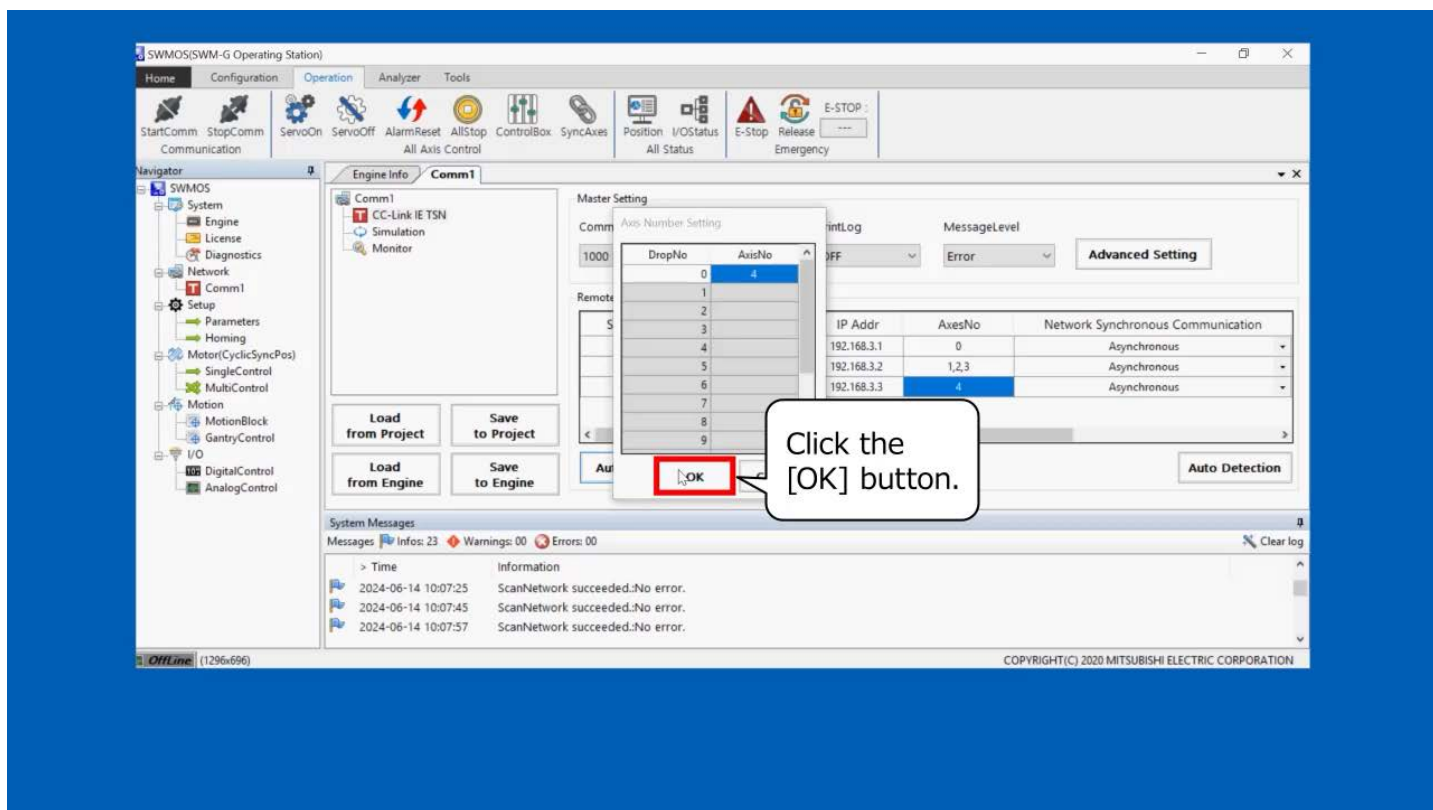 SWMOS(SWM-G Operating Station)
Home Configuration Operation Analyzer Tools
StartComm StopComm ServoOn ServoOff AlarmReset AllStop ControlBox SyncAxes Position I/OStatus E-Stop Release E-STOP : ---
Communication All Axis Control All Status Emergency
Navigator
SWMOS
System
Engine
License
Diagnostics
Network
Comm1
Setup
Parameters
Homing
Motor(CyclicSyncPos)
SingleControl
MultiControl
Motion
MotionBlock
GantryControl
I/O
DigitalControl
AnalogControl
Engine Info Comm1
Comm1
CC-Link IE TSN
Simulation
Monitor
Load from Project
Save to Project
Load from Engine
Save to Engine
Master Setting
MessageLevel
1000 Error Advanced Setting
Axis Number Setting
DropNo AxisNo
0 4
1
2
3
4
5
6
7
8
9
OK
IP Addr AxesNo Network Synchronous Communication
192.168.3.1 0 Asynchronous
192.168.3.2 1,2,3 Asynchronous
192.168.3.3 4 Asynchronous
Auto Detection
Click the
[OK] button.
System Messages
Messages Infos: 23 Warnings: 00 Errors: 00 Clear log
> Time Information
2024-06-14 10:07:25 ScanNetwork succeeded.:No error.
2024-06-14 10:07:45 ScanNetwork succeeded.:No error.
2024-06-14 10:07:57 ScanNetwork succeeded.:No error.
OffLine (1296x696) COPYRIGHT(C) 2020 MITSUBISHI ELECTRIC CORPORATION